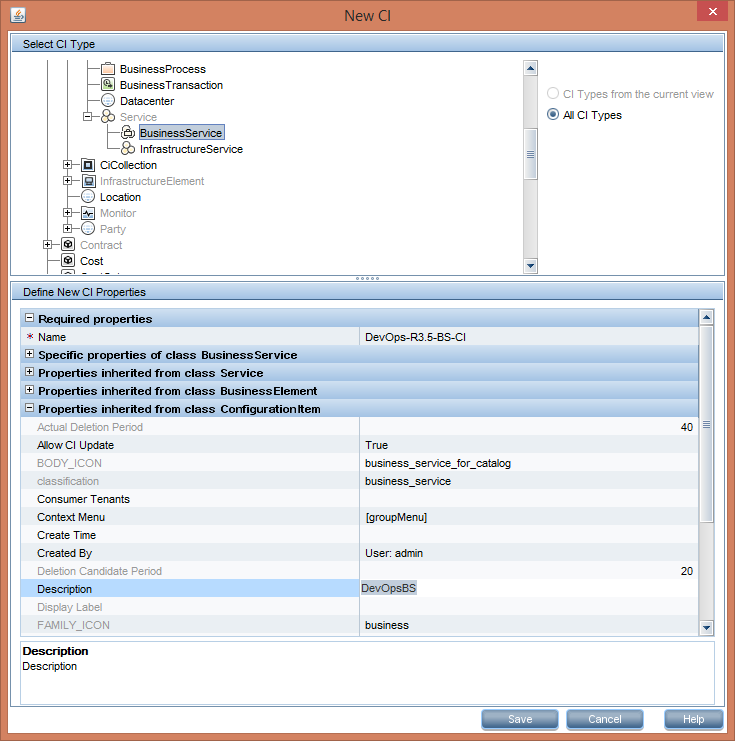 New CI
Select CI Type
BusinessProcess
BusinessTransaction
Datacenter
Service
BusinessService
InfrastructureService
CiCollection
InfrastructureElement
Location
Monitor
Party
Contract
Cost
CI Types from the current view
All CI Types
Define New CI Properties
Required properties
* Name DevOps-R3.5-BS-CI
Specific properties of class BusinessService
Properties inherited from class Service
Properties inherited from class BusinessElement
Properties inherited from class ConfigurationItem
Actual Deletion Period 40
Allow CI Update True
BODY_ICON business_service_for_catalog
classification business_service
Consumer Tenants
Context Menu [groupMenu]
Create Time
Created By User: admin
Deletion Candidate Period 20
Description DevOpsBS
Display Label
FAMILY_ICON business
Description
Description
Save Cancel Help